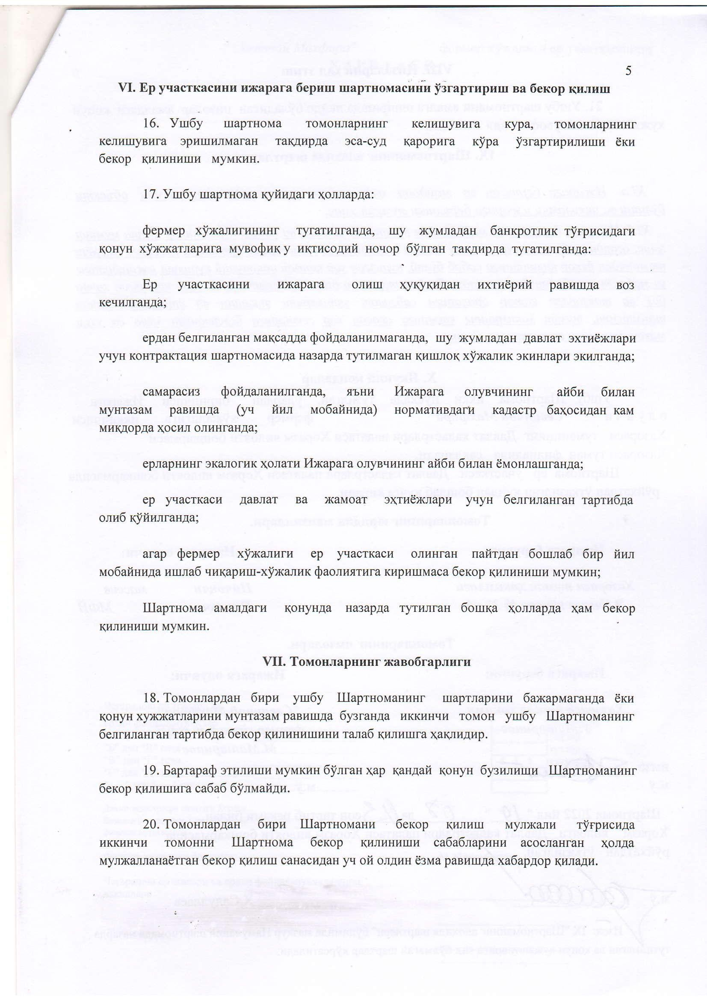 5
VI. Ер участкасини ижарага бериш шартномасини ўзгартириш ва бекор қилиш
16. Ушбу шартнома томонларнинг келишувига кура, томонларнинг
келишувига эришилмаган тақдирда эса-суд қарорига кўра ўзгартирилиши ёки
бекор қилиниши мумкин.
17. Ушбу шартнома қуйидаги ҳолларда:
фермер хўжалигининг тугатилганда, шу жумладан банкротлик тўғрисидаги
қонун хўжжатларига мувофиқ у иқтисодий ночор бўлган тақдирда тугатилганда:
Ер участкасини ижарага олиш ҳуқуқидан ихтиёрий равишда воз
кечилганда;
ердан белгиланган мақсадда фойдаланилмаганда, шу жумладан давлат эхтиёжлари
учун контрактация шартномасида назарда тутилмаган қишлоқ хўжалик экинлари экилганда;
самарасиз фойдаланилганда, яъни Ижарага олувчининг айби билан
мунтазам равишда (уч йил мобайнида) нормативдаги кадастр баҳосидан кам
миқдорда ҳосил олинганда;
ерларнинг экалогик ҳолати Ижарага олувчининг айби билан ёмонлашганда;
ер участкаси давлат ва жамоат эҳтиёжлари учун белгиланган тартибда
олиб қўйилганда;
агар фермер хўжалиги ер участкаси олинган пайтдан бошлаб бир йил
мобайнида ишлаб чиқариш-хўжалик фаолиятига киришмаса бекор қилиниши мумкин;
Шартнома амалдаги қонунда назарда тутилган бошқа ҳолларда ҳам бекор
қилиниши мумкин.
VII. Томонларнинг жавобгарлиги
18. Томонлардан бири ушбу Шартноманинг шартларини бажармаганда ёки
қонун хужжатларини мунтазам равишда бузганда иккинчи томон ушбу Шартноманинг
белгиланган тартибда бекор қилинишини талаб қилишга ҳақлидир.
19. Бартараф этилиши мумкин бўлган ҳар қандай қонун бузилищи Шартноманинг
бекор қилишига сабаб бўлмайди.
20. Томонлардан бири Шартномани бекор қилиш мулжали тўғрисида
иккинчи томонни Шартнома бекор қилиниши сабабларини асосланган ҳолда
мулжалланаётган бекор қилиш санасидан уч ой олдин ёзма равишда хабардор қилади.